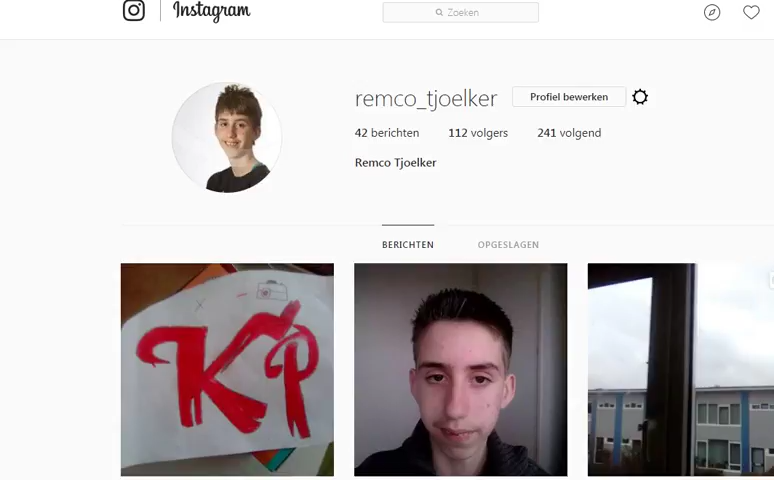 Instagram
Zoeken
remco_tjoelker
Profiel bewerken
42 berichten 112 volgers 241 volgend
Remco Tjoelker
BERICHTEN OPGESLAGEN
KP